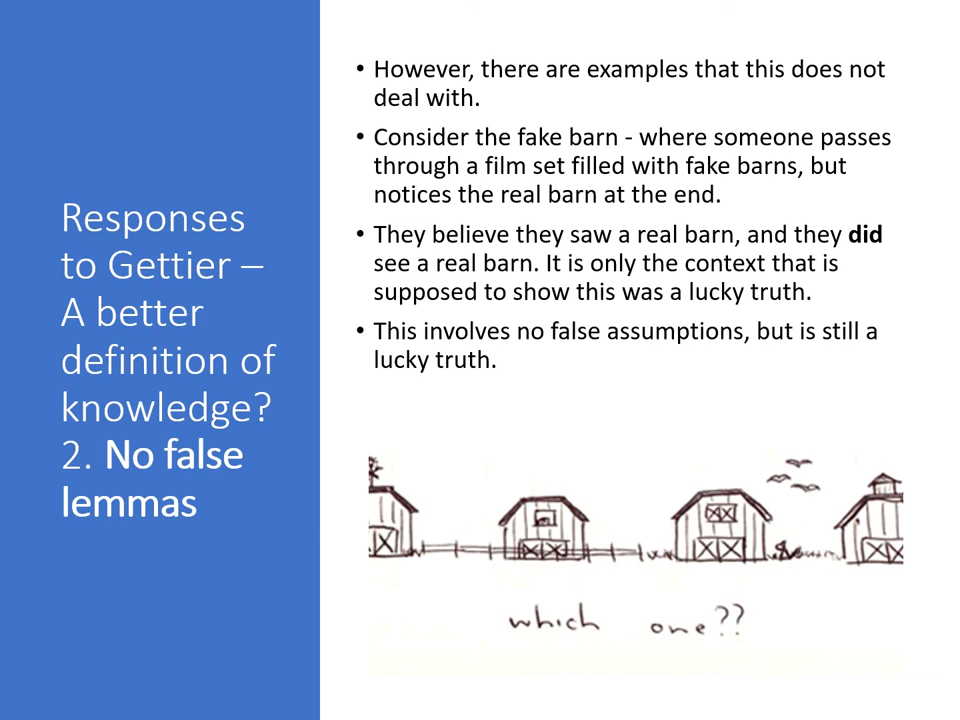 Responses
to Gettier –
A better
definition of
knowledge?
2. No false
lemmas
• However, there are examples that this does not
deal with.
• Consider the fake barn - where someone passes
through a film set filled with fake barns, but
notices the real barn at the end.
• They believe they saw a real barn, and they did
see a real barn. It is only the context that is
supposed to show this was a lucky truth.
• This involves no false assumptions, but is still a
lucky truth.
which one??